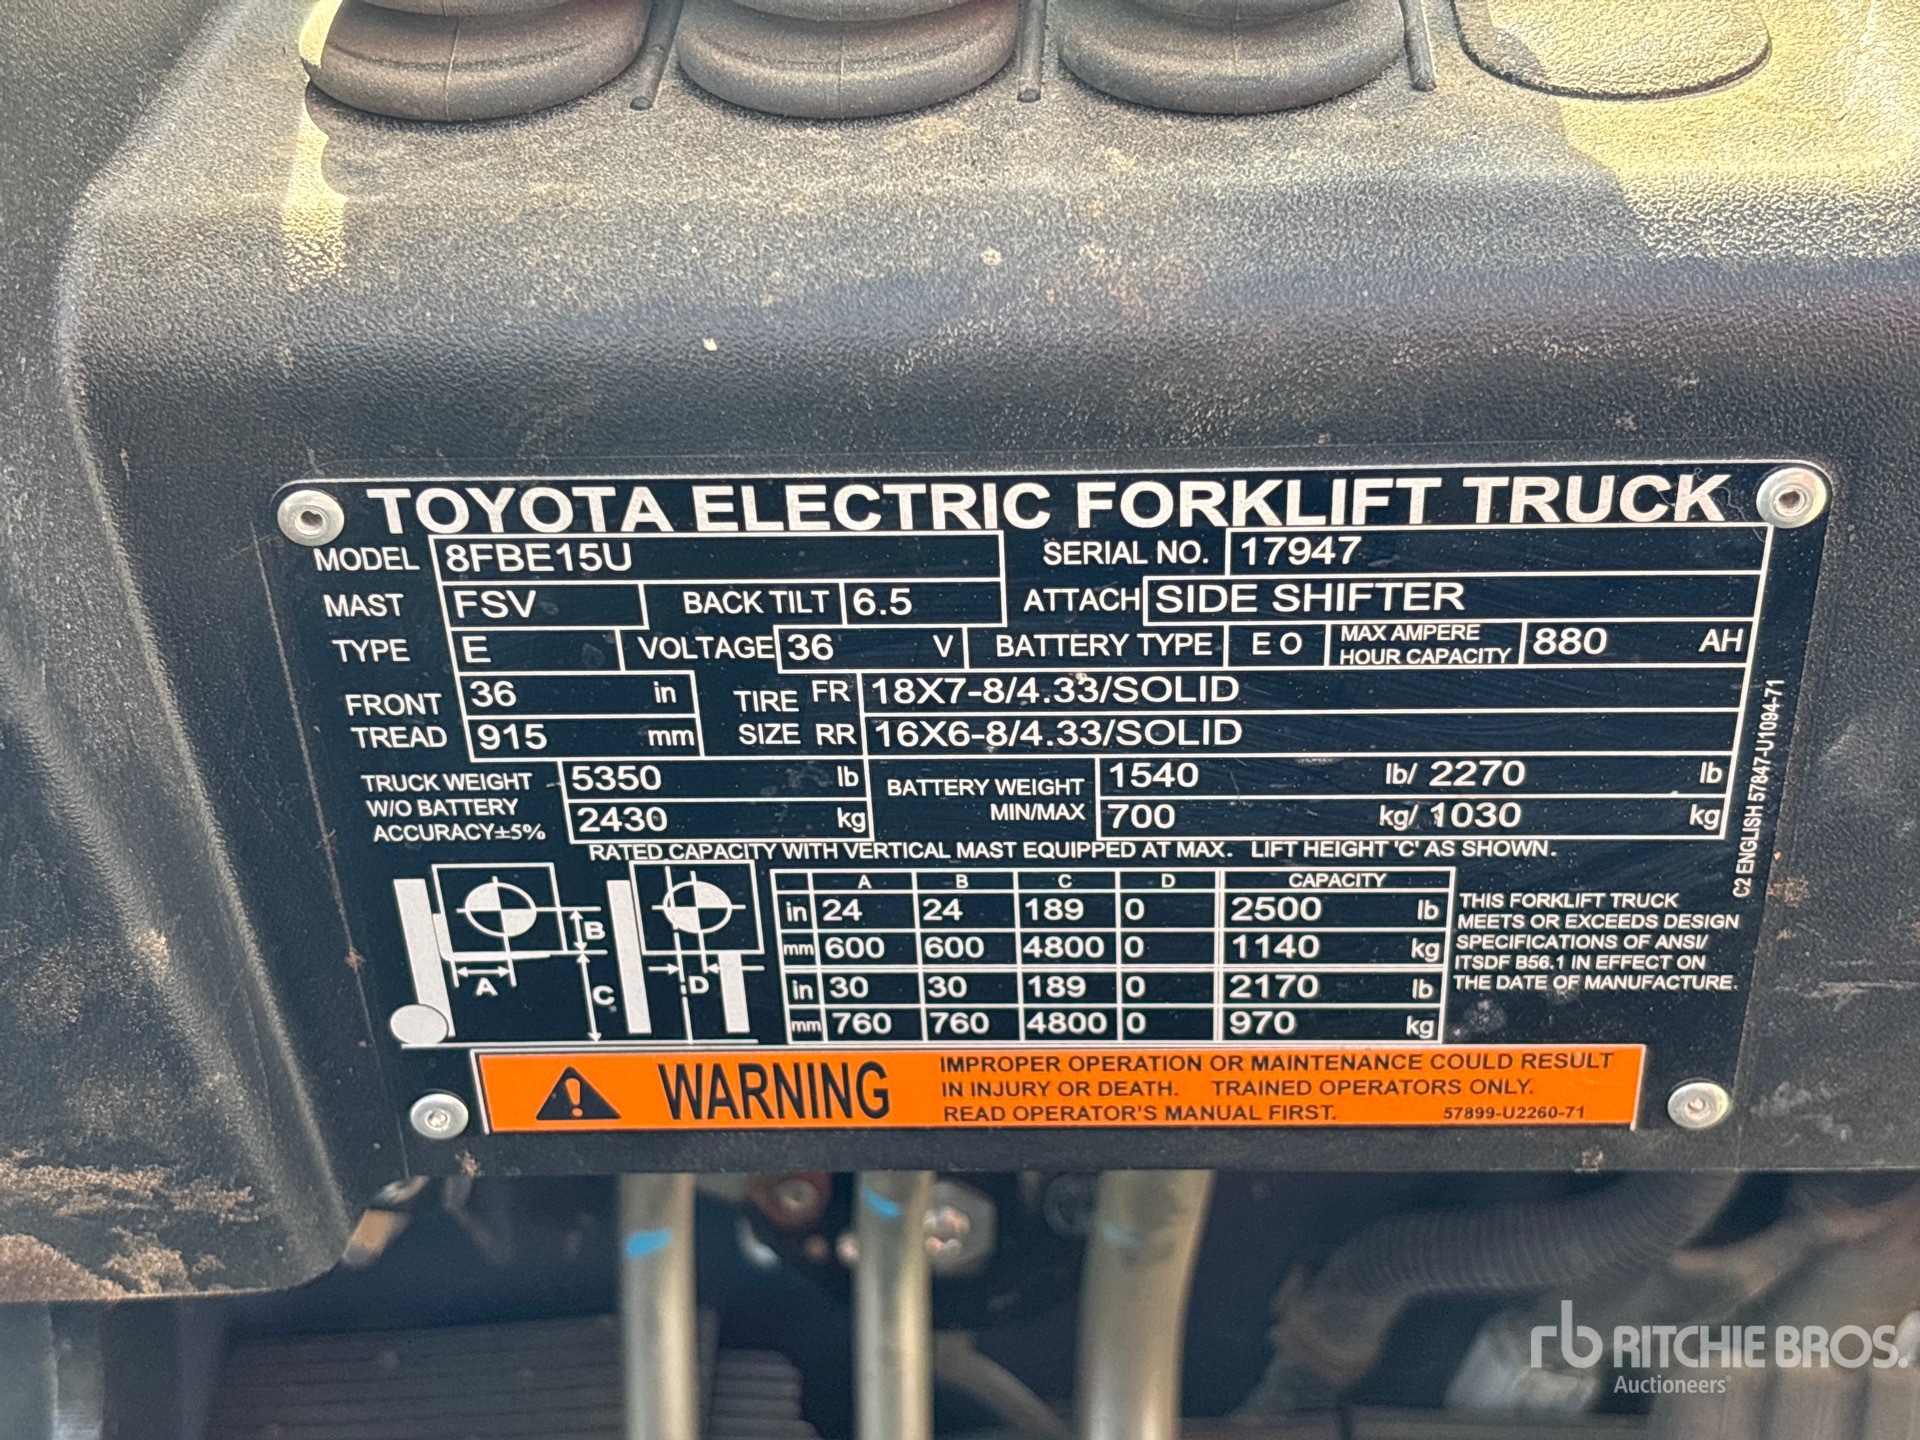 TOYOTA ELECTRIC FORKLIFT TRUCK
MODEL 8FBE15U SERIAL NO. 17947
MAST FSV BACK TILT 6.5 ATTACH SIDE SHIFTER
TYPE E VOLTAGE 36 V BATTERY TYPE E O MAX AMPERE HOUR CAPACITY 880 AH
FRONT TREAD 36 in TIRE SIZE FR 18X7-8/4.33/SOLID
915 mm RR 16X6-8/4.33/SOLID
TRUCK WEIGHT W/O BATTERY ACCURACY±5% 5350 lb BATTERY WEIGHT MIN/MAX 1540 lb/ 2270 lb
2430 kg 700 kg/ 1030 kg
RATED CAPACITY WITH VERTICAL MAST EQUIPPED AT MAX. LIFT HEIGHT 'C' AS SHOWN.
A B C D CAPACITY
in 24 24 189 0 2500 lb
mm 600 600 4800 0 1140 kg
in 30 30 189 0 2170 lb
mm 760 760 4800 0 970 kg
B
A
C
D
THIS FORKLIFT TRUCK
MEETS OR EXCEEDS DESIGN
SPECIFICATIONS OF ANSI/
ITSDF B56.1 IN EFFECT ON
THE DATE OF MANUFACTURE.
C2 ENGLISH 57847-U1094-71
WARNING
IMPROPER OPERATION OR MAINTENANCE COULD RESULT
IN INJURY OR DEATH. TRAINED OPERATORS ONLY.
READ OPERATOR'S MANUAL FIRST. 57899-U2260-71
rb RITCHIE BROS.
Auctioneers